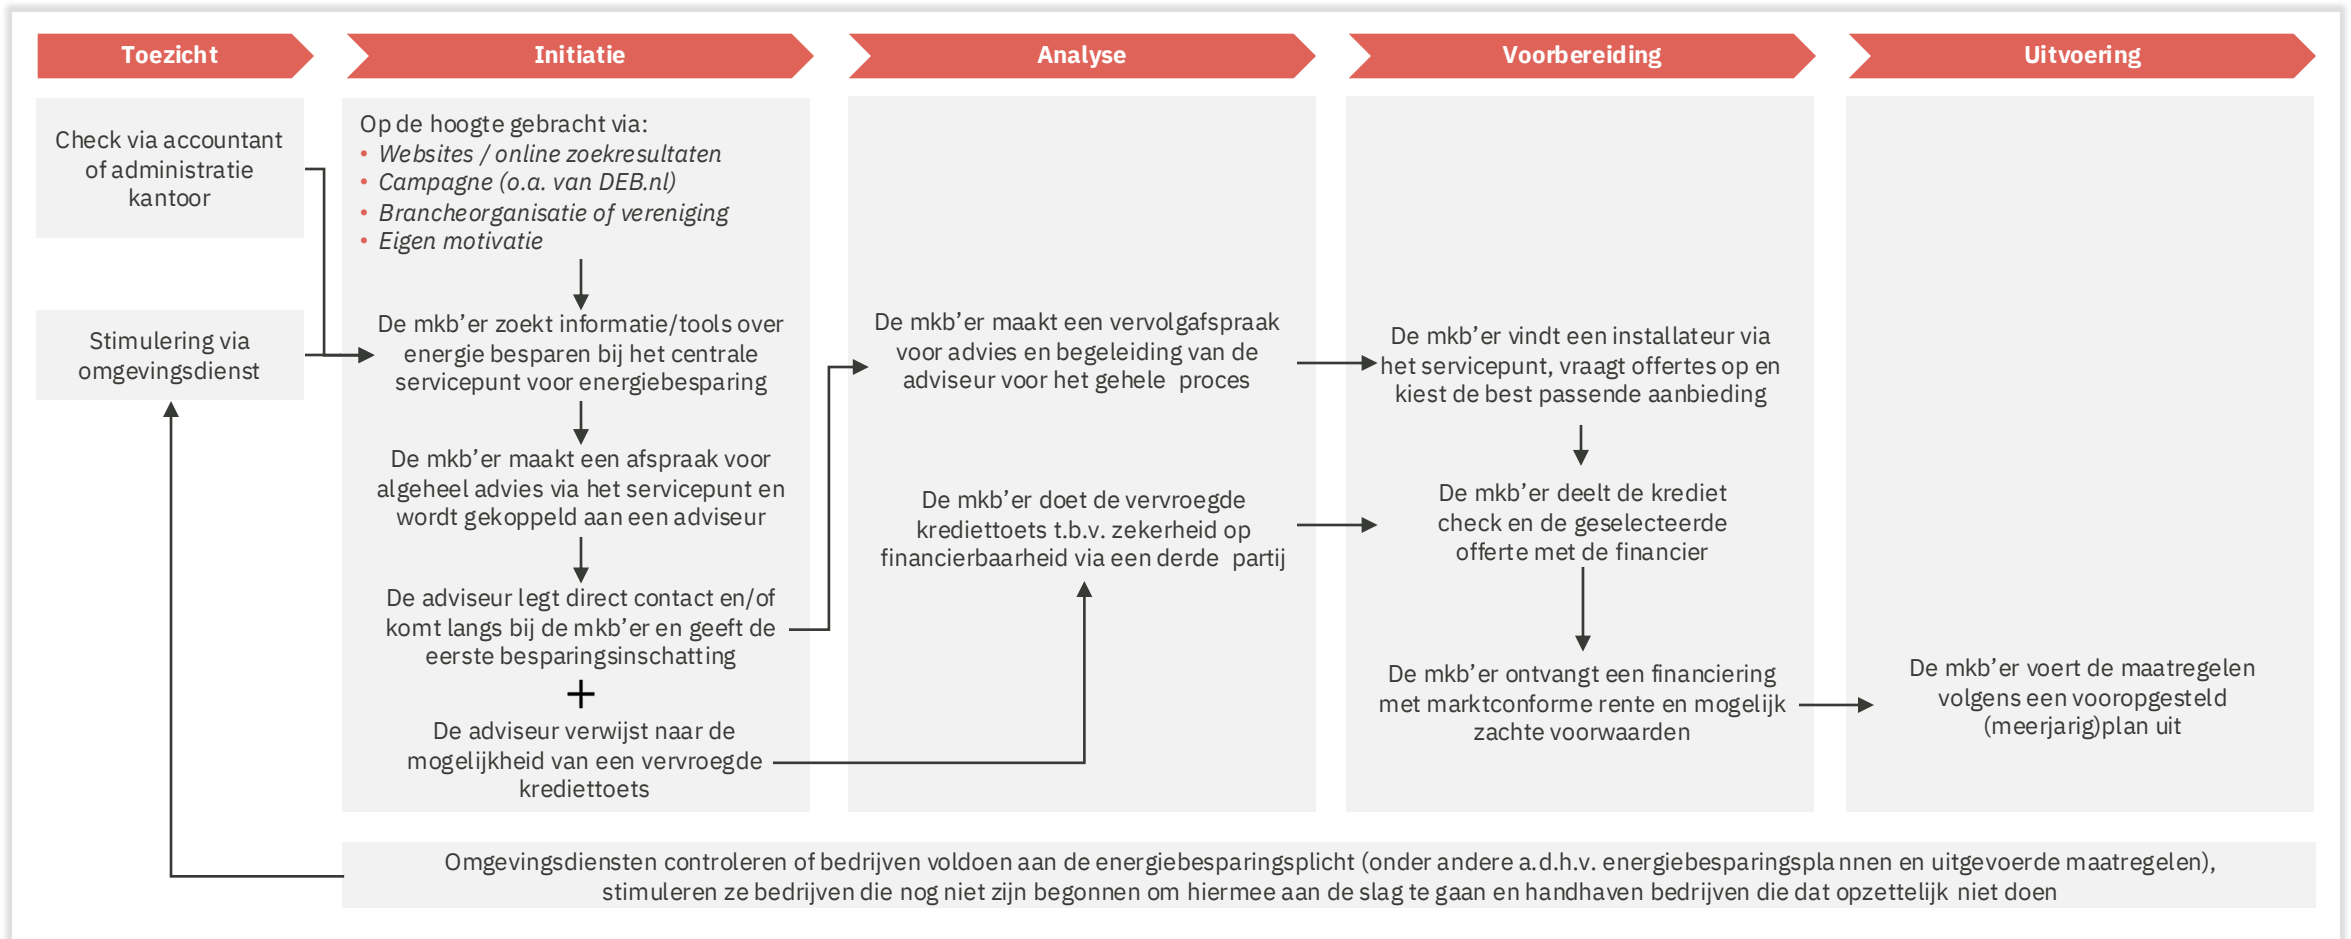 Toezicht
Initiatie
Analyse
Voorbereiding
Uitvoering
Check via accountant
of administratie
kantoor
Stimulering via
omgevingsdienst
Op de hoogte gebracht via:
• Websites / online zoekresultaten
• Campagne (o.a. van DEB.nl)
• Brancheorganisatie of vereniging
• Eigen motivatie
De mkb’er zoekt informatie/tools over
energie besparen bij het centrale
servicepunt voor energiebesparing
De mkb’er maakt een afspraak voor
algeheel advies via het servicepunt en
wordt gekoppeld aan een adviseur
De adviseur legt direct contact en/of
komt langs bij de mkb’er en geeft de
eerste besparingsinschatting
+
De adviseur verwijst naar de
mogelijkheid van een vervroegde
krediettoets
De mkb’er maakt een vervolgafspraak
voor advies en begeleiding van de
adviseur voor het gehele proces
De mkb’er doet de vervroegde
krediettoets t.b.v. zekerheid op
financierbaarheid via een derde partij
De mkb’er vindt een installateur via
het servicepunt, vraagt offertes op en
kiest de best passende aanbieding
De mkb’er deelt de krediet
check en de geselecteerde
offerte met de financier
De mkb’er ontvangt een financiering
met marktconforme rente en mogelijk
zachte voorwaarden
De mkb’er voert de maatregelen
volgens een vooropgesteld
(meerjarig)plan uit
Omgevingsdiensten controleren of bedrijven voldoen aan de energiebesparingsplicht (onder andere a.d.h.v. energiebesparingsplannen en uitgevoerde maatregelen),
stimuleren ze bedrijven die nog niet zijn begonnen om hiermee aan de slag te gaan en handhaven bedrijven die dat opzettelijk niet doen